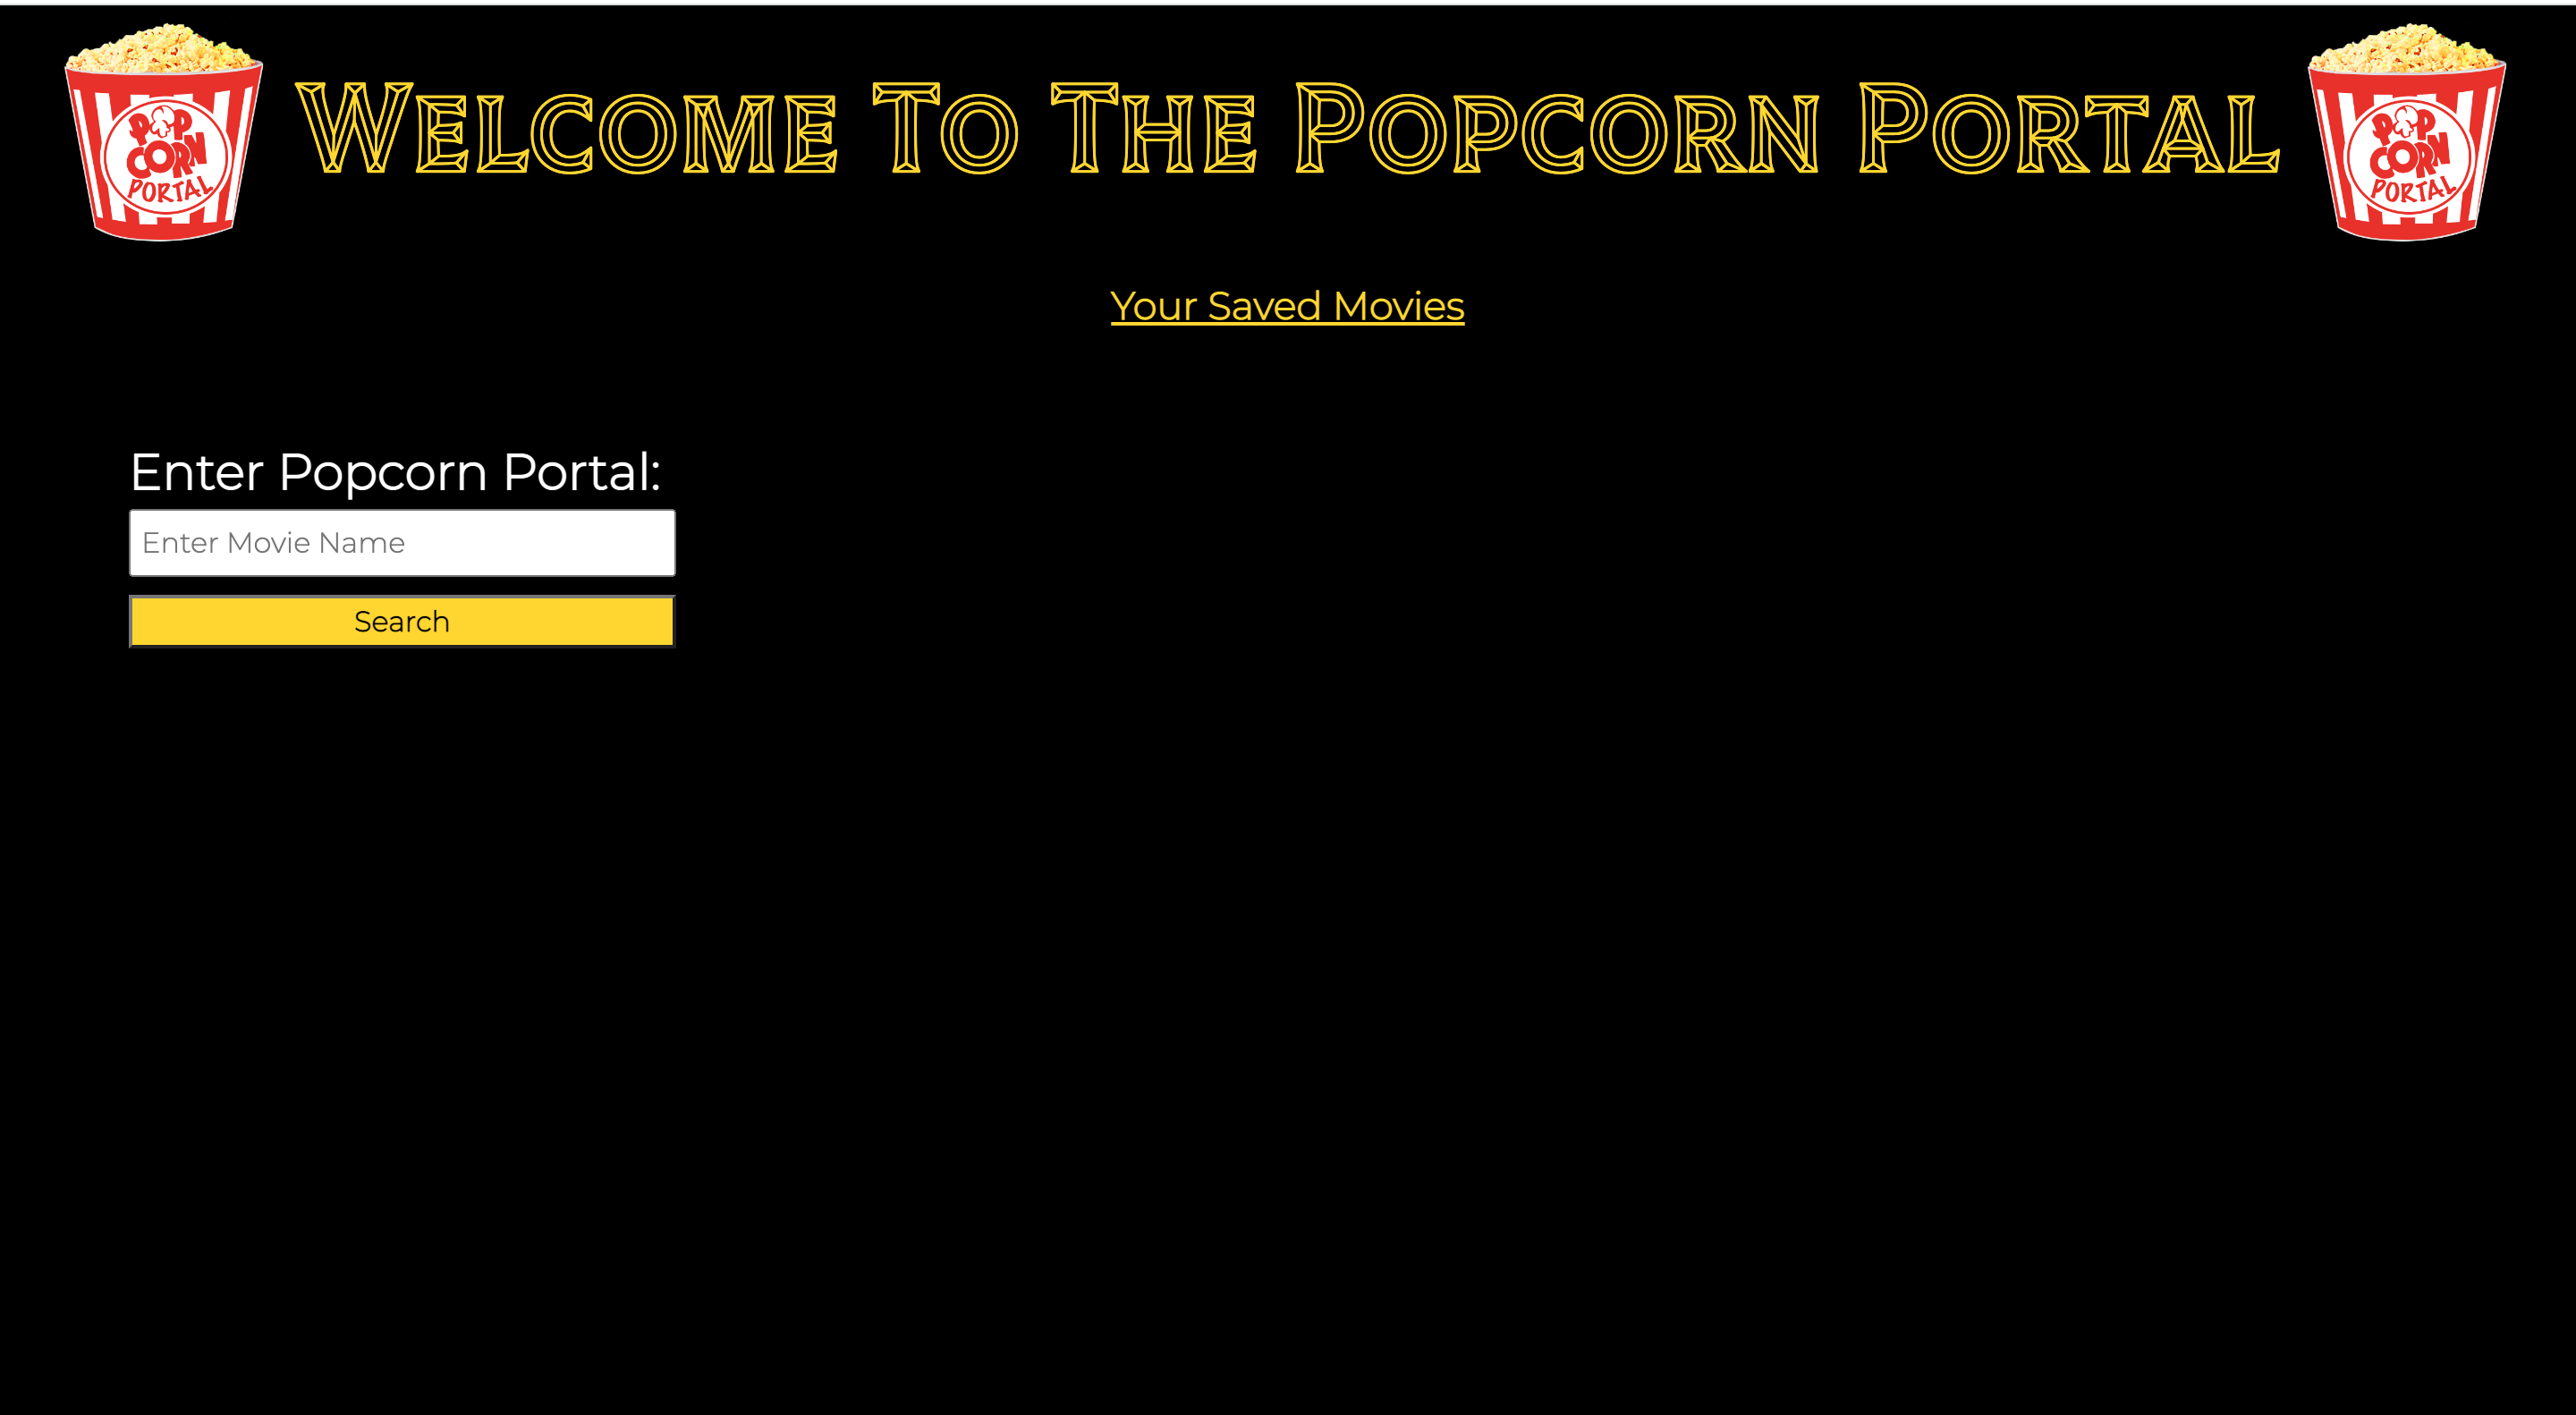 POP
CORN
PORTAL
Welcome To The Popcorn Portal
POP
CORN
PORTAL
Your Saved Movies
Enter Popcorn Portal:
Enter Movie Name
Search